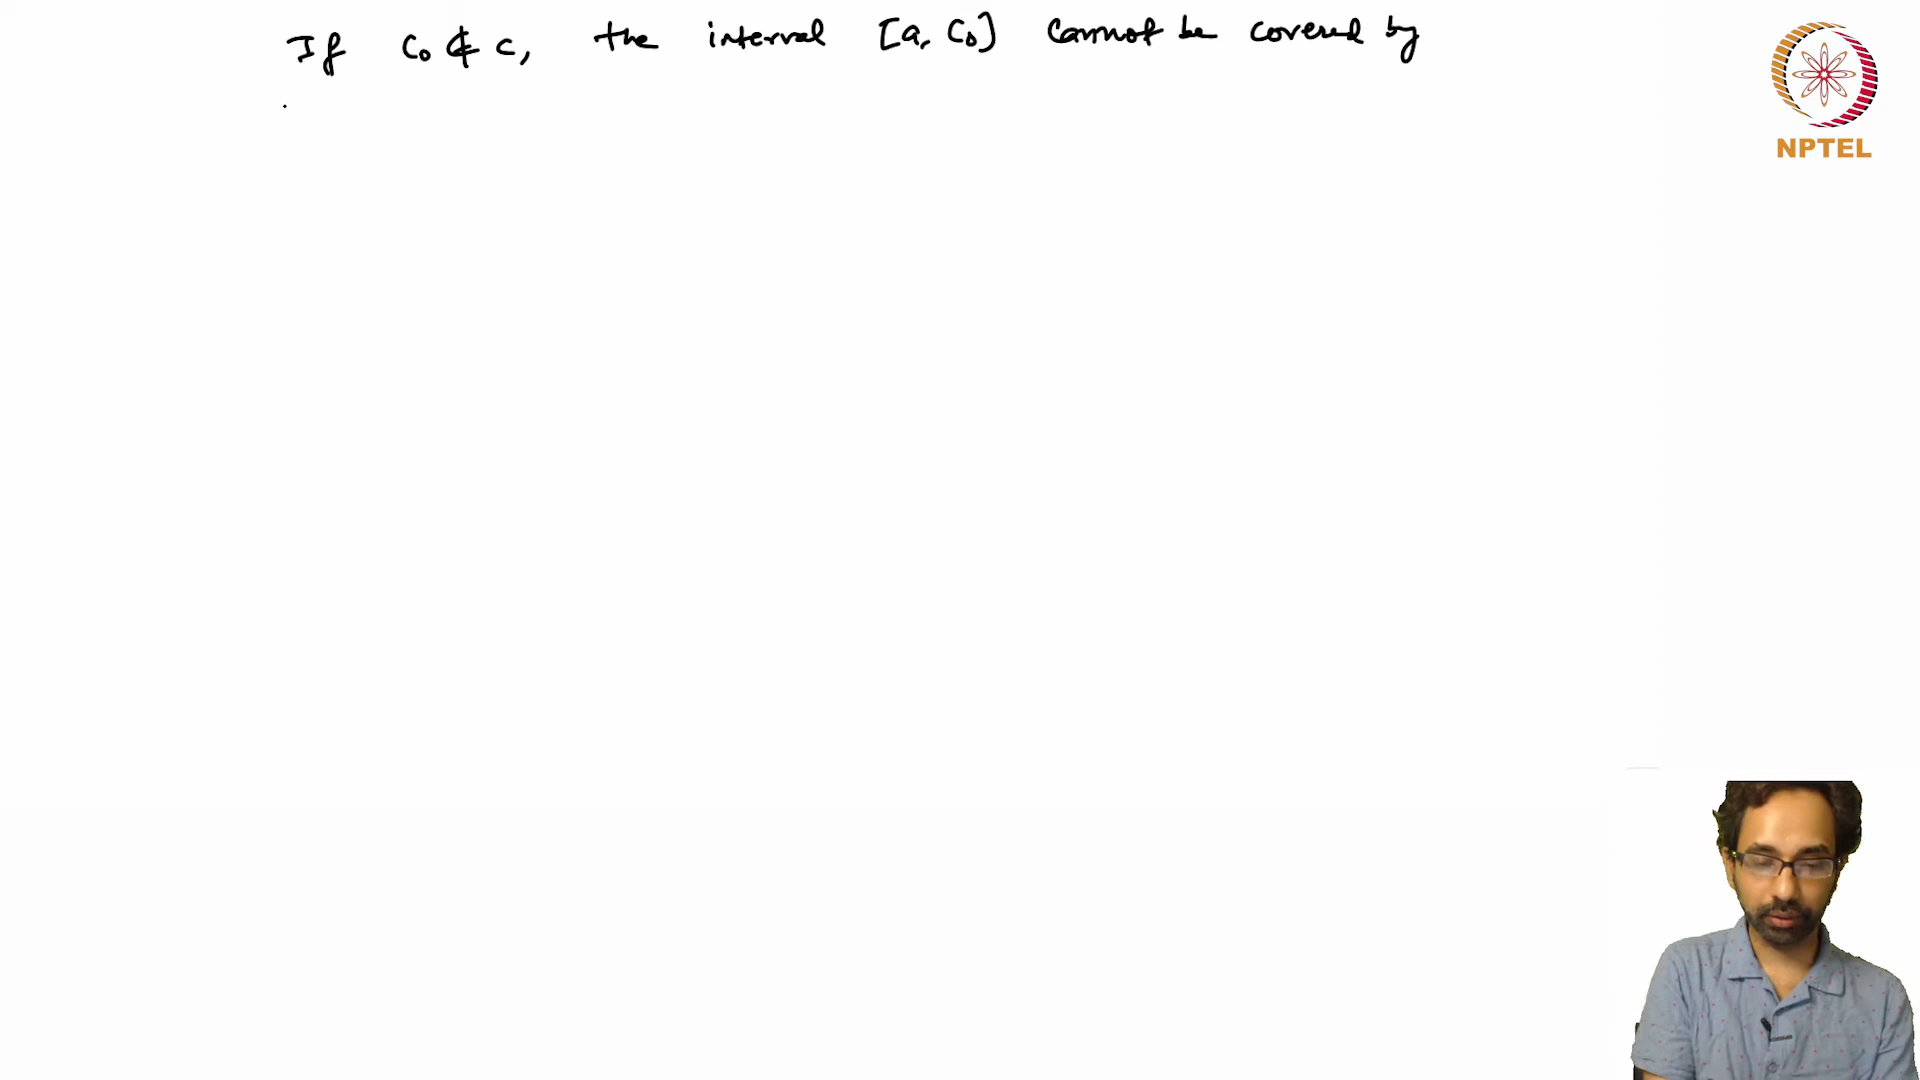 If c₀ ∉ c, the interval [a, c₀] cannot be covered by
NPTEL